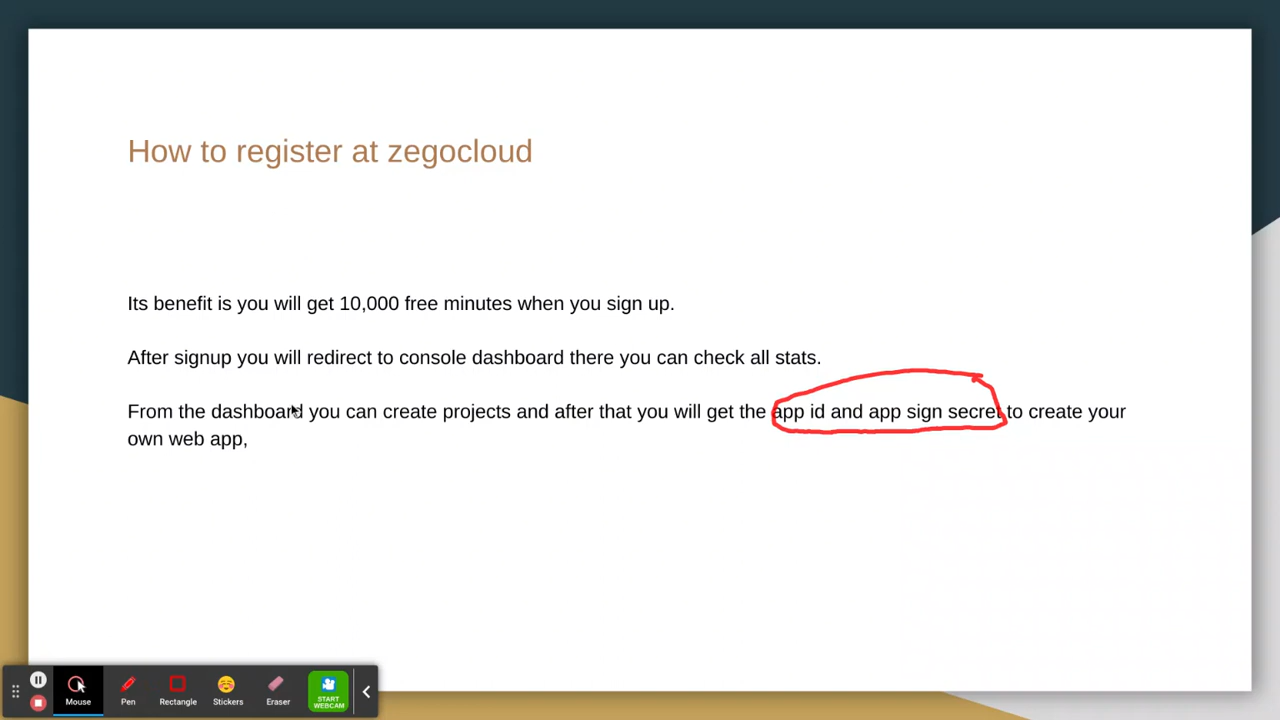 How to register at zegocloud
Its benefit is you will get 10,000 free minutes when you sign up.
After signup you will redirect to console dashboard there you can check all stats.
From the dashboard you can create projects and after that you will get the app id and app sign secret to create your
own web app,
Mouse
Pen
Rectangle
Stickers
Eraser
START
WEBCAM